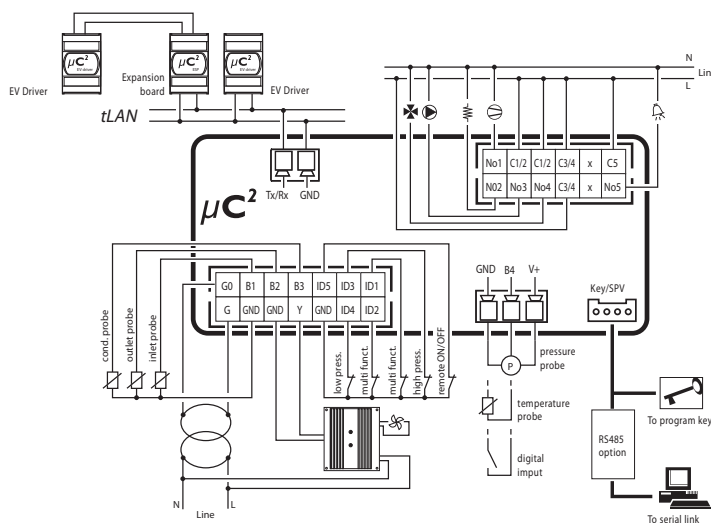 µC2
EV driver
µC2
EXP
µC2
EV driver
EV Driver
Expansion
board
EV Driver
tLAN
N
Line
L
Tx/Rx
GND
No1
C1/2
C1/2
C3/4
x
C5
N02
No3
No4
C3/4
x
No5
µC2
G0
B1
B2
B3
ID5
ID3
ID1
G
GND
GND
Y
GND
ID4
ID2
GND
B4
V+
Key/SPV
cond. probe
outlet probe
inlet probe
low press.
multi funct.
multi funct.
high press.
remote ON/OFF
P
pressure
probe
temperature
probe
digital
imput
To program key
RS485
option
To serial link
N
L
Line